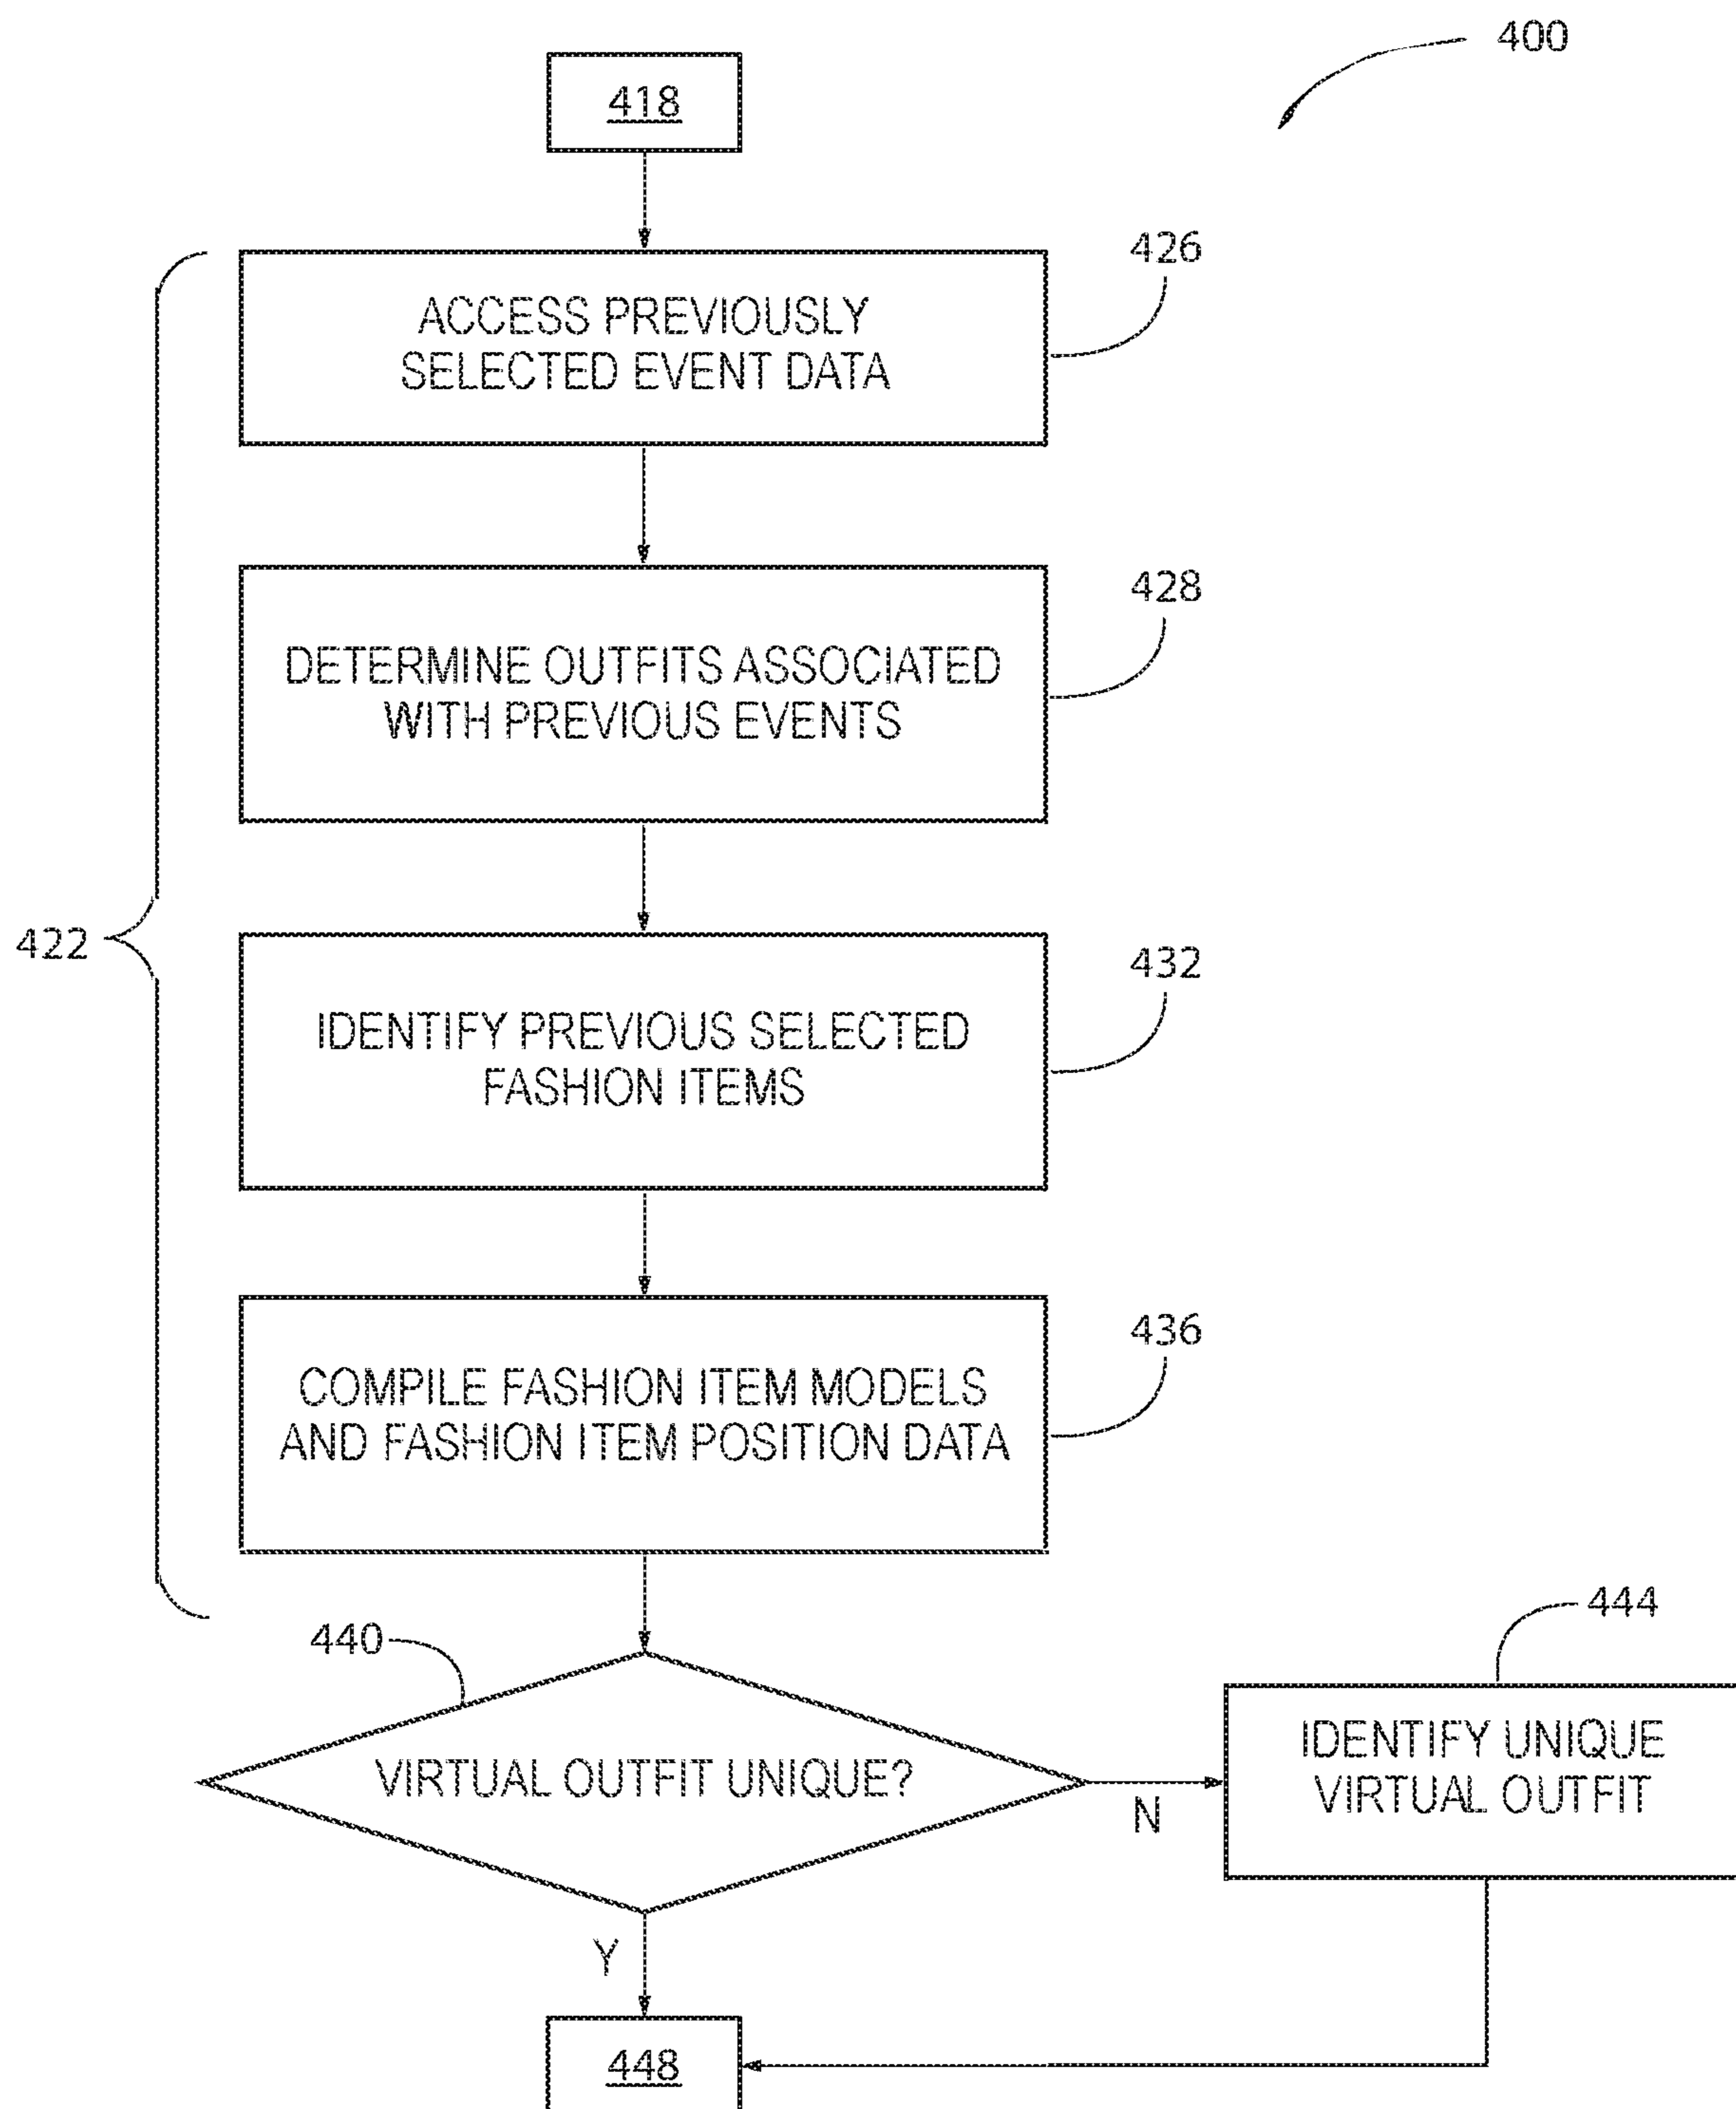 400
418
426
ACCESS PREVIOUSLY
SELECTED EVENT DATA
428
DETERMINE OUTFITS ASSOCIATED
WITH PREVIOUS EVENTS
422
432
IDENTIFY PREVIOUS SELECTED
FASHION ITEMS
436
COMPILE FASHION ITEM MODELS
AND FASHION ITEM POSITION DATA
440
444
VIRTUAL OUTFIT UNIQUE?
N
IDENTIFY UNIQUE
VIRTUAL OUTFIT
Y
448